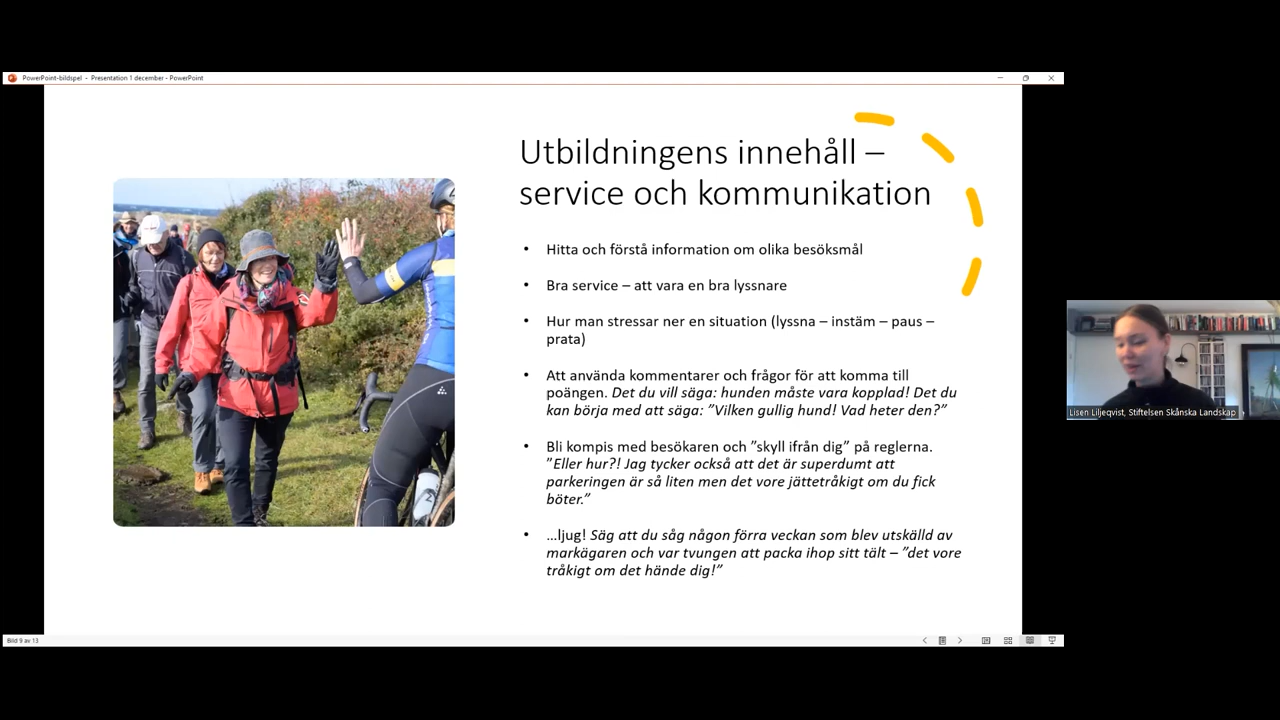 PowerPoint-bildspel - Presentation 1 december - PowerPoint
Utbildningens innehåll –
service och kommunikation
• Hitta och förstå information om olika besöksmål
• Bra service – att vara en bra lyssnare
• Hur man stressar ner en situation (lyssna – instäm – paus –
prata)
• Att använda kommentarer och frågor för att komma till
poängen. Det du vill säga: hunden måste vara kopplad! Det du
kan börja med att säga: ”Vilken gullig hund! Vad heter den?”
• Bli kompis med besökaren och ”skyll ifrån dig” på reglerna.
”Eller hur?! Jag tycker också att det är superdumt att
parkeringen är så liten men det vore jättetråkigt om du fick
böter.”
• …ljug! Säg att du såg någon förra veckan som blev utskälld av
markägaren och var tvungen att packa ihop sitt tält – ”det vore
tråkigt om det hände dig!”
Lisen Liljeqvist, Stiftelsen Skånska Landskap
Bild 9 av 13